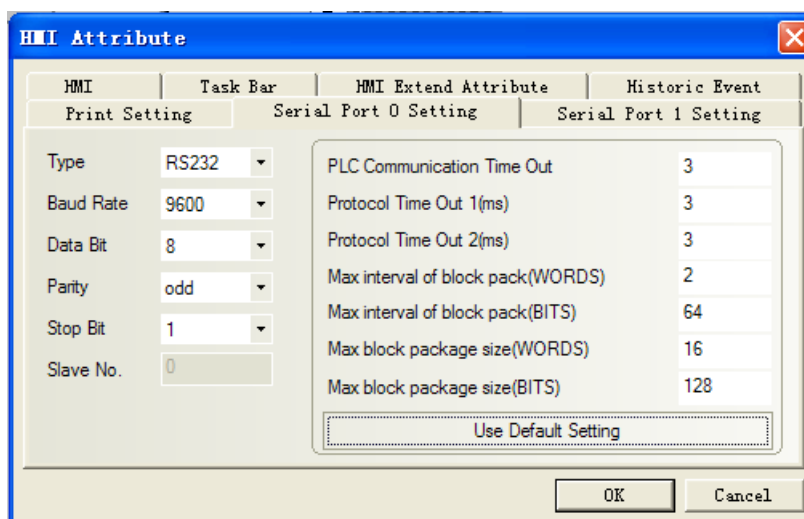 HMI Attribute
HMI Task Bar HMI Extend Attribute Historic Event
Print Setting Serial Port 0 Setting Serial Port 1 Setting
Type RS232
Baud Rate 9600
Data Bit 8
Parity odd
Stop Bit 1
Slave No. 0
PLC Communication Time Out 3
Protocol Time Out 1(ms) 3
Protocol Time Out 2(ms) 3
Max interval of block pack(WORDS) 2
Max interval of block pack(BITS) 64
Max block package size(WORDS) 16
Max block package size(BITS) 128
Use Default Setting
OK Cancel